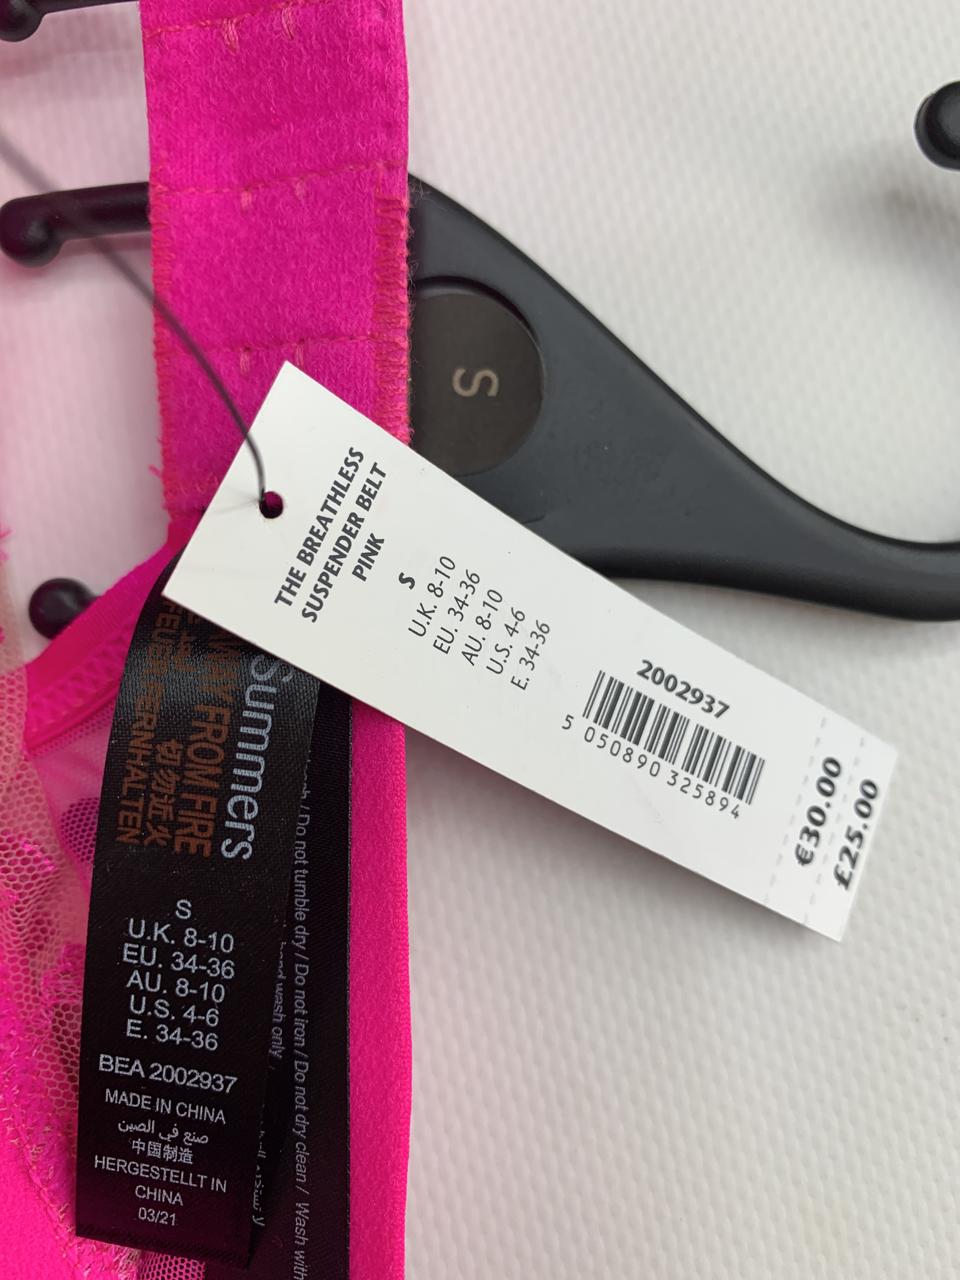 S
THE BREATHLESS
SUSPENDER BELT
PINK
S
U.K. 8-10
EU. 34-36
AU. 8-10
U.S. 4-6
E. 34-36
2002937
5 050890 325894
€30.00
£25.00
Summers
AWAY FROM FIRE
切勿近火
FERNHALTEN
S
U.K. 8-10
EU. 34-36
AU. 8-10
U.S. 4-6
E. 34-36
BEA 2002937
MADE IN CHINA
صنع في الصين
中国制造
HERGESTELLT IN
CHINA
03/21
/ Do not tumble dry / Do not iron / Do not dry clean / Wash with
hand wash only